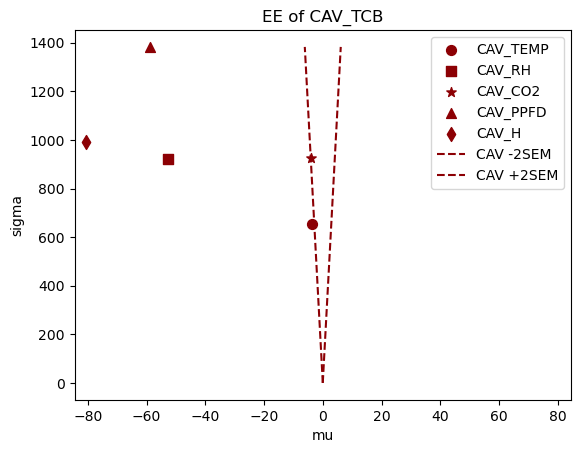 EE of CAV_TCB
CAV_TEMP
CAV_RH
CAV_CO2
CAV_PPFD
CAV_H
CAV -2SEM
CAV +2SEM
sigma
1400
1200
1000
800
600
400
200
0
−80
−60
−40
−20
0
20
40
60
80
mu